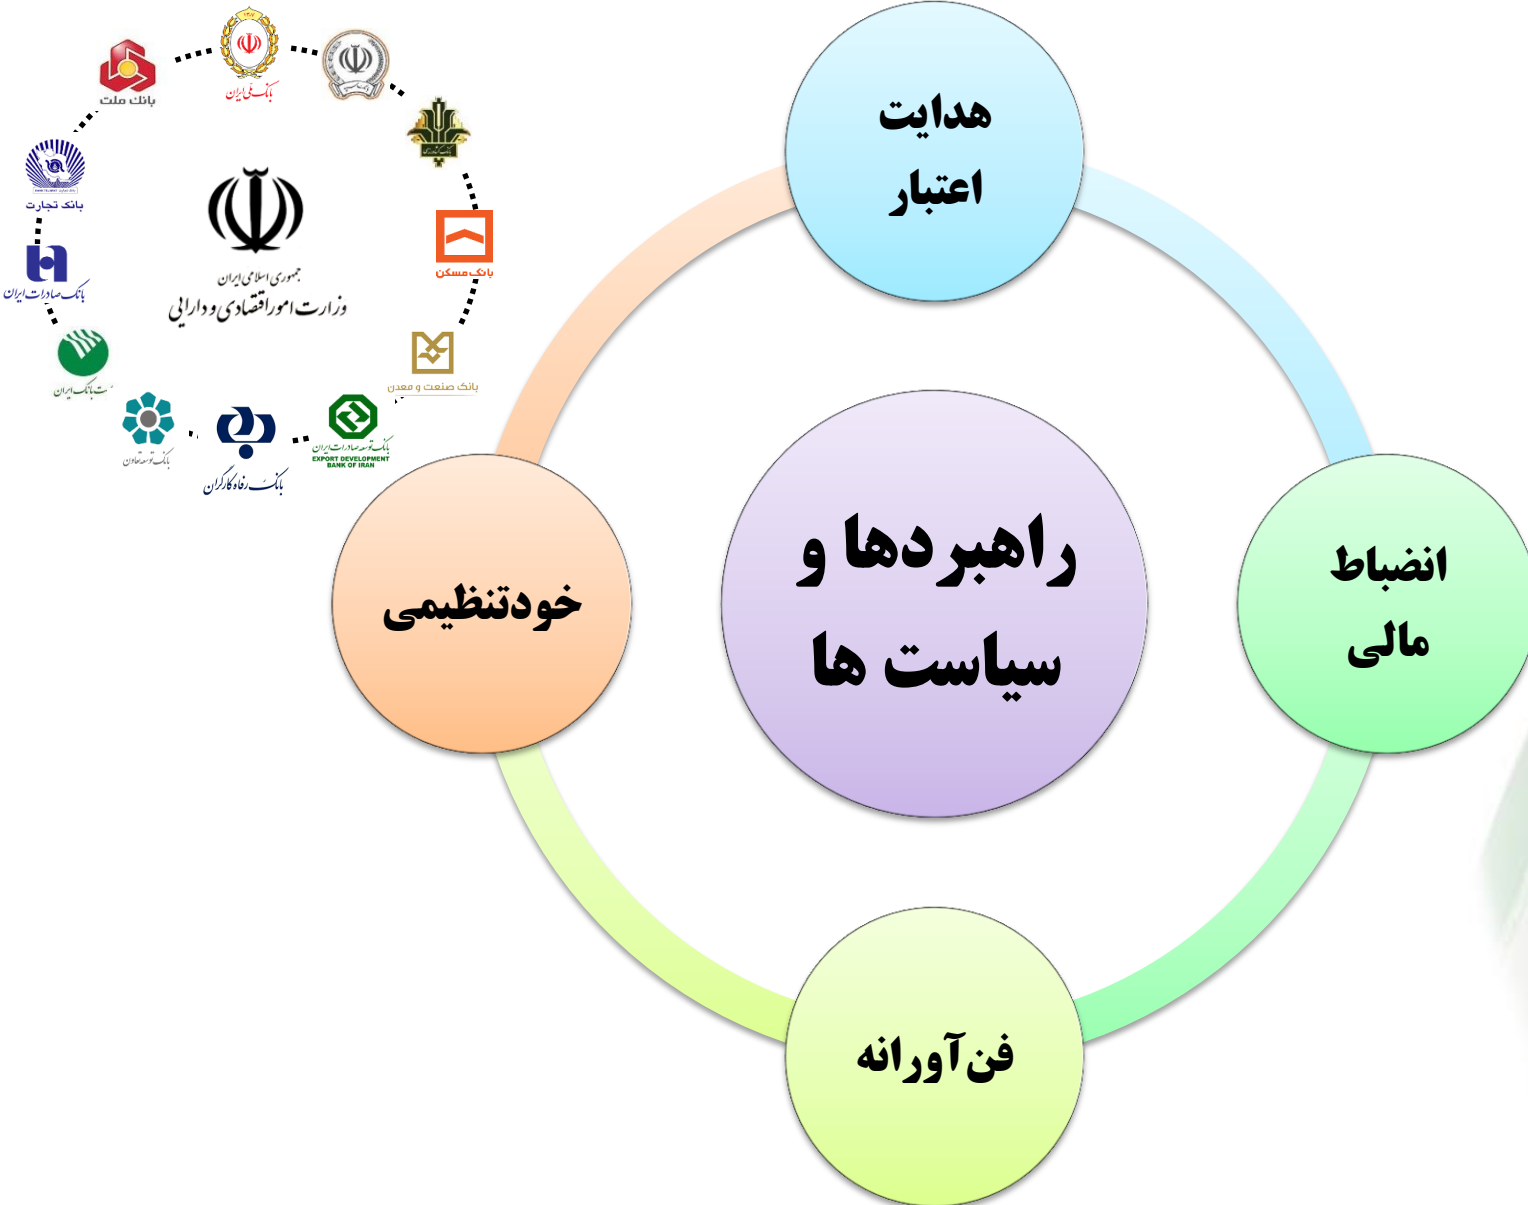 هدایت
اعتبار
انضباط
مالی
راهبردها و
سیاست ها
خودتنظیمی
فن‌آورانه
بانک ملی ایران
بانک ملت
بانک تجارت
بانک صادرات ایران
ت بانک ایران
بانک توسعه تعاون
بانک رفاه کارگران
بانک توسعه صادرات ایران
EXPORT DEVELOPMENT
BANK OF IRAN
بانک صنعت و معدن
بانک مسکن
جمهوری اسلامی ایران
وزارت امور اقتصادی و دارایی